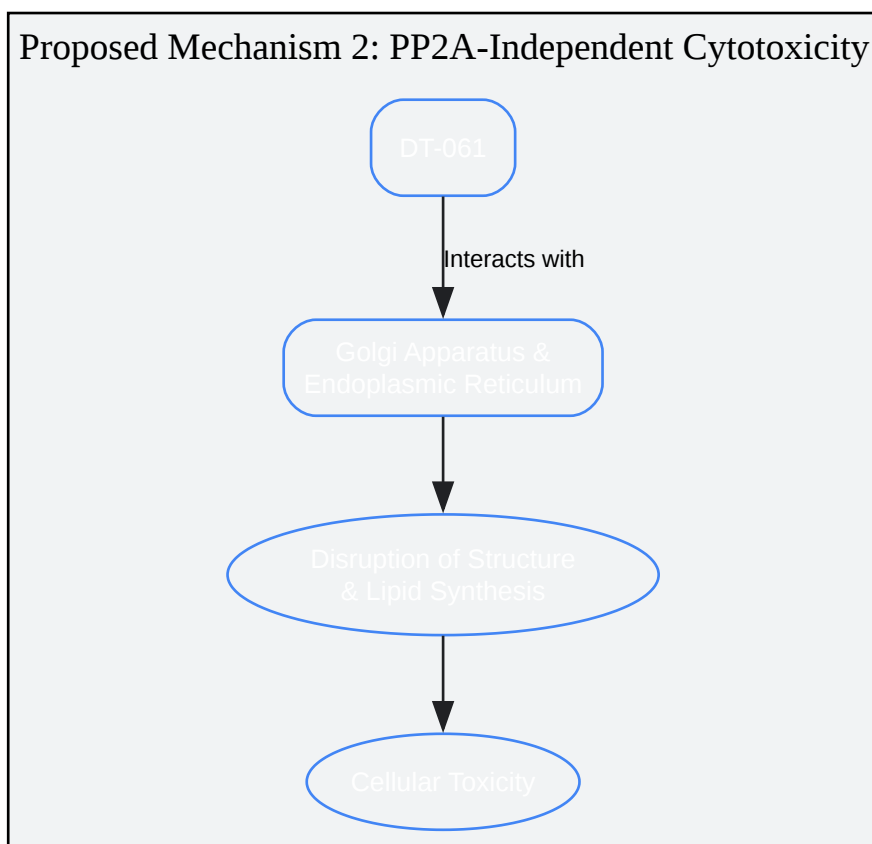 Proposed Mechanism 2: PP2A-Independent Cytotoxicity
DT-061
Interacts with
Golgi Apparatus &
Endoplasmic Reticulum
Disruption of Structure
& Lipid Synthesis
Cellular Toxicity